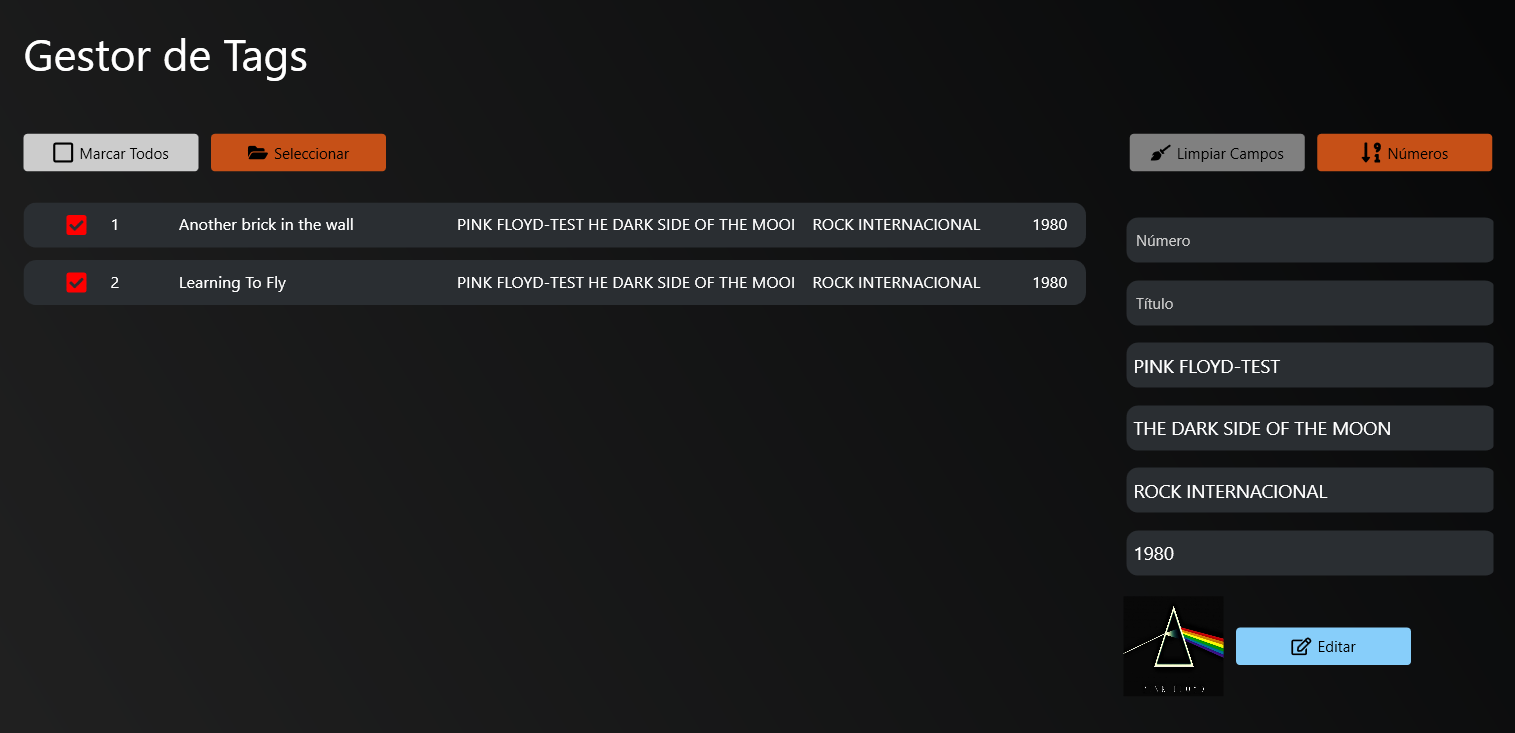 Gestor de Tags
Marcar Todos
Seleccionar
Limpiar Campos
Números
1 Another brick in the wall PINK FLOYD-TEST HE DARK SIDE OF THE MOOI ROCK INTERNACIONAL 1980
2 Learning To Fly PINK FLOYD-TEST HE DARK SIDE OF THE MOOI ROCK INTERNACIONAL 1980
Número
Título
PINK FLOYD-TEST
THE DARK SIDE OF THE MOON
ROCK INTERNACIONAL
1980
Editar